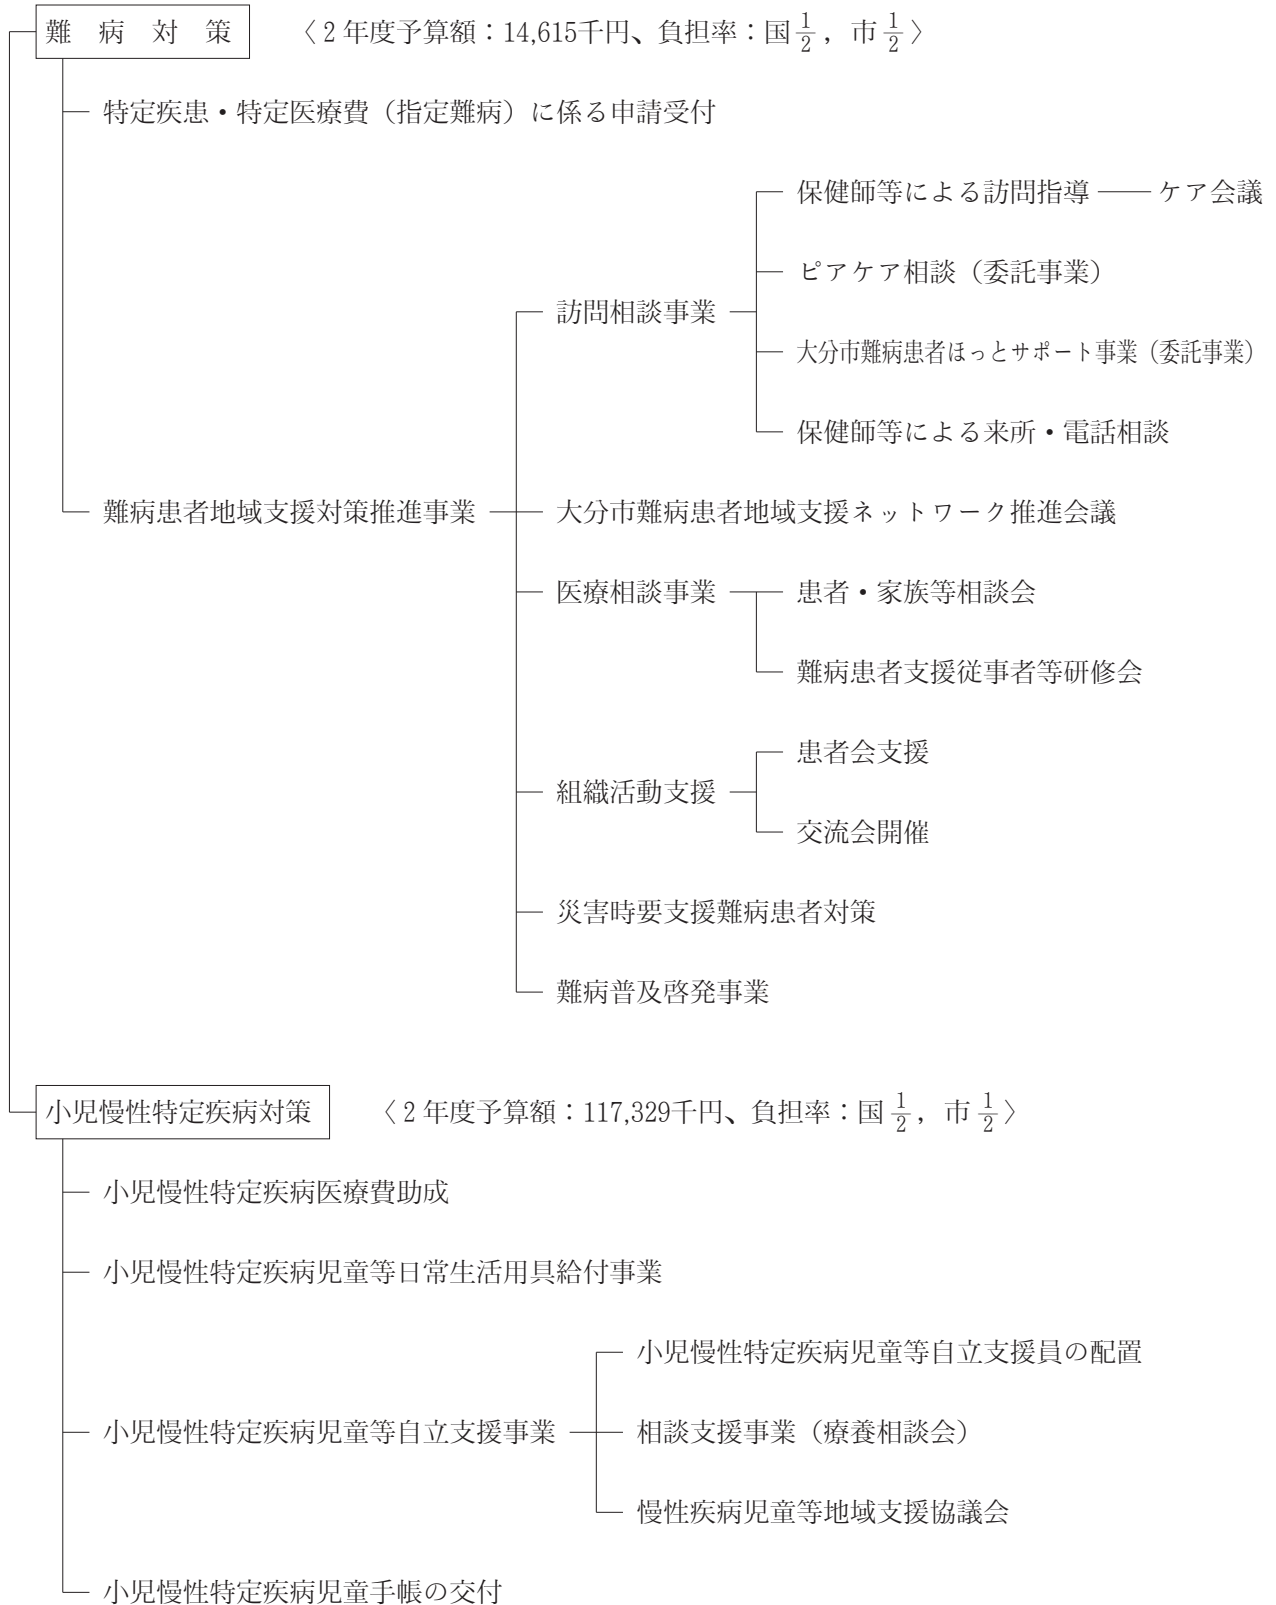 難病対策 〈2年度予算額：14,615千円、負担率：国1/2，市1/2〉
特定疾患・特定医療費（指定難病）に係る申請受付
保健師等による訪問指導 ケア会議
ピアケア相談（委託事業）
訪問相談事業
大分市難病患者ほっとサポート事業（委託事業）
保健師等による来所・電話相談
難病患者地域支援対策推進事業 大分市難病患者地域支援ネットワーク推進会議
医療相談事業 患者・家族等相談会
難病患者支援従事者等研修会
患者会支援
組織活動支援
交流会開催
災害時要支援難病患者対策
難病普及啓発事業
小児慢性特定疾病対策 〈2年度予算額：117,329千円、負担率：国1/2，市1/2〉
小児慢性特定疾病医療費助成
小児慢性特定疾病児童等日常生活用具給付事業
小児慢性特定疾病児童等自立支援員の配置
小児慢性特定疾病児童等自立支援事業 相談支援事業（療養相談会）
慢性疾病児童等地域支援協議会
小児慢性特定疾病児童手帳の交付